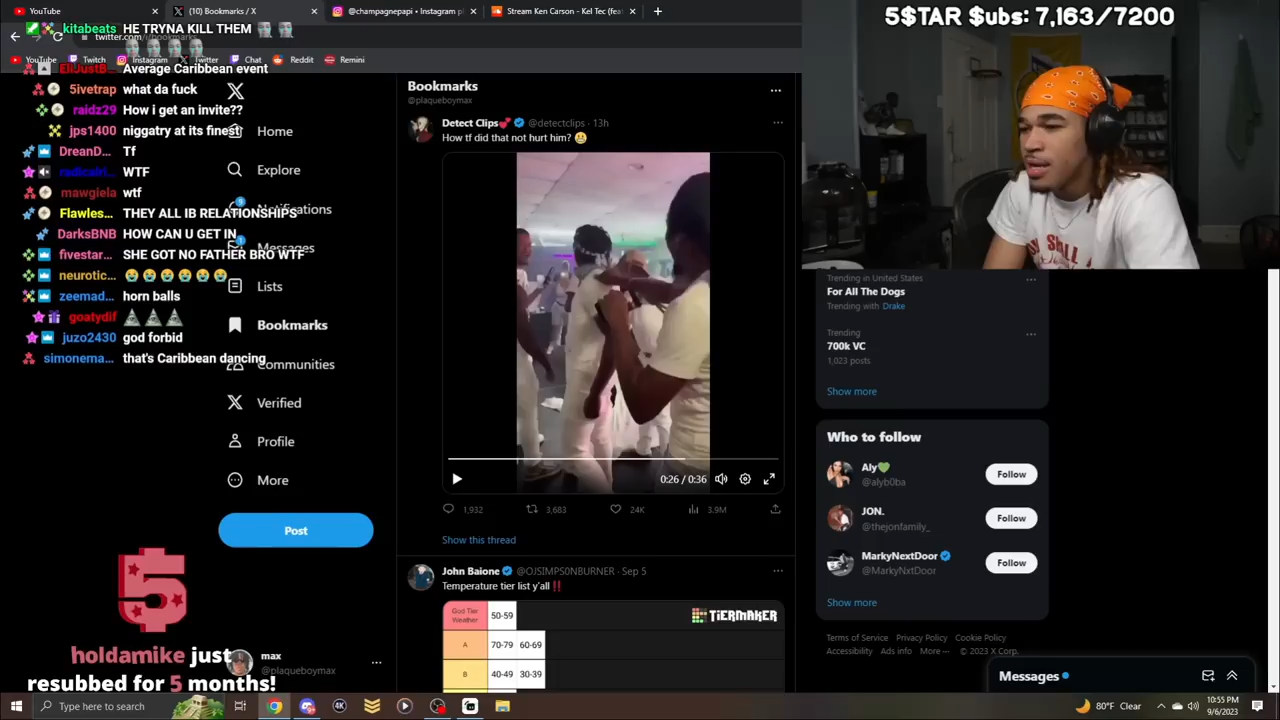 YouTube
(10) Bookmarks / X
@champagnepapi • Instagram p
Stream Ken Carson - Kel Tec (fea
twitter.com/i/bookmarks
YouTube
Twitch
Instagram
Twitter
Chat
Reddit
Remini
kitabeats HE TRYNA KILL THEM
EliJustB... Average Caribbean event
5ivetrap what da fuck
raidz29 How i get an invite??
jps1400 niggatry at its finest
DreanD... Tf
radicalri... WTF
mawgiela wtf
Flawles... THEY ALL IB RELATIONSHIPS
DarksBNB HOW CAN U GET IN
fivestar... SHE GOT NO FATHER BRO WTF
neurotic...
zeemad... horn balls
goatydif
juzo2430 god forbid
simonema... that's Caribbean dancing
Home
Explore
9
Notifications
1
Messages
Lists
Bookmarks
Communities
Verified
Profile
More
Post
5
holdamike just
resubbed for 5 months!
max
@plaqueboymax
Bookmarks
@plaqueboymax
Detect Clips @detectclips · 13h
How tf did that not hurt him?
0:26 / 0:36
1,932
3,683
24K
3.9M
Show this thread
John Baione @OJSIMPS0NBURNER · Sep 5
Temperature tier list y'all ‼️
God Tier
Weather
50-59
TIERMAKER
A
70-79
60-69
B
40-49
30-39
5$TAR $ubs: 7,163/7200
Trending in United States
For All The Dogs
Trending with Drake
Trending
700k VC
1,023 posts
Show more
Who to follow
Aly
@alyb0ba
Follow
JON.
@thejonfamily_
Follow
MarkyNextDoor
@MarkyNxtDoor
Follow
Show more
Terms of Service Privacy Policy Cookie Policy
Accessibility Ads info More ··· © 2023 X Corp.
Messages
Type here to search
4K
80°F Clear
10:55 PM
9/6/2023